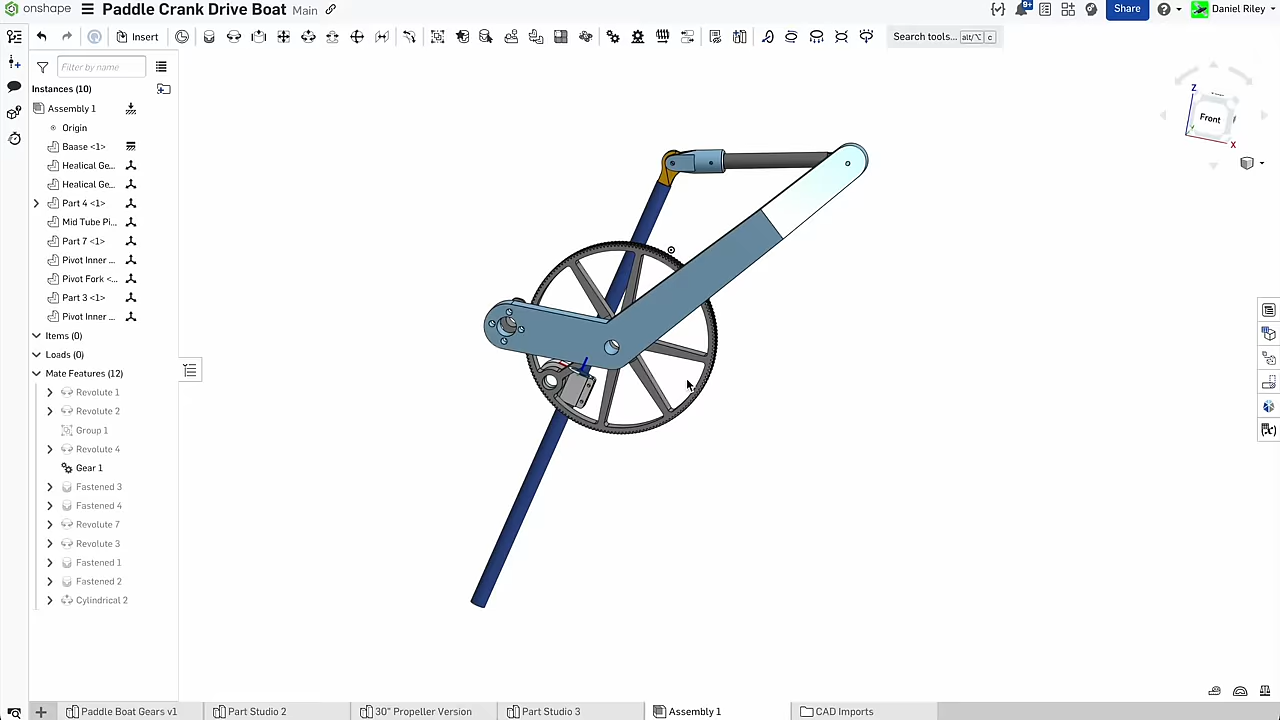 onshape Paddle Crank Drive Boat Main Share Daniel Riley
9+
Insert Search tools... alt/⌥ c
Filter by name
Instances (10)
Assembly 1
Origin
Baase <1>
Healical Ge...
Healical Ge...
Part 4 <1>
Mid Tube Pi...
Part 7 <1>
Pivot Inner ...
Pivot Fork <...
Part 3 <1>
Pivot Inner ...
Items (0)
Loads (0)
Mate Features (12)
Revolute 1
Revolute 2
Group 1
Revolute 4
Gear 1
Fastened 3
Fastened 4
Revolute 7
Revolute 3
Fastened 1
Fastened 2
Cylindrical 2
Z
Front
X
Paddle Boat Gears v1 Part Studio 2 30" Propeller Version Part Studio 3 Assembly 1 CAD Imports